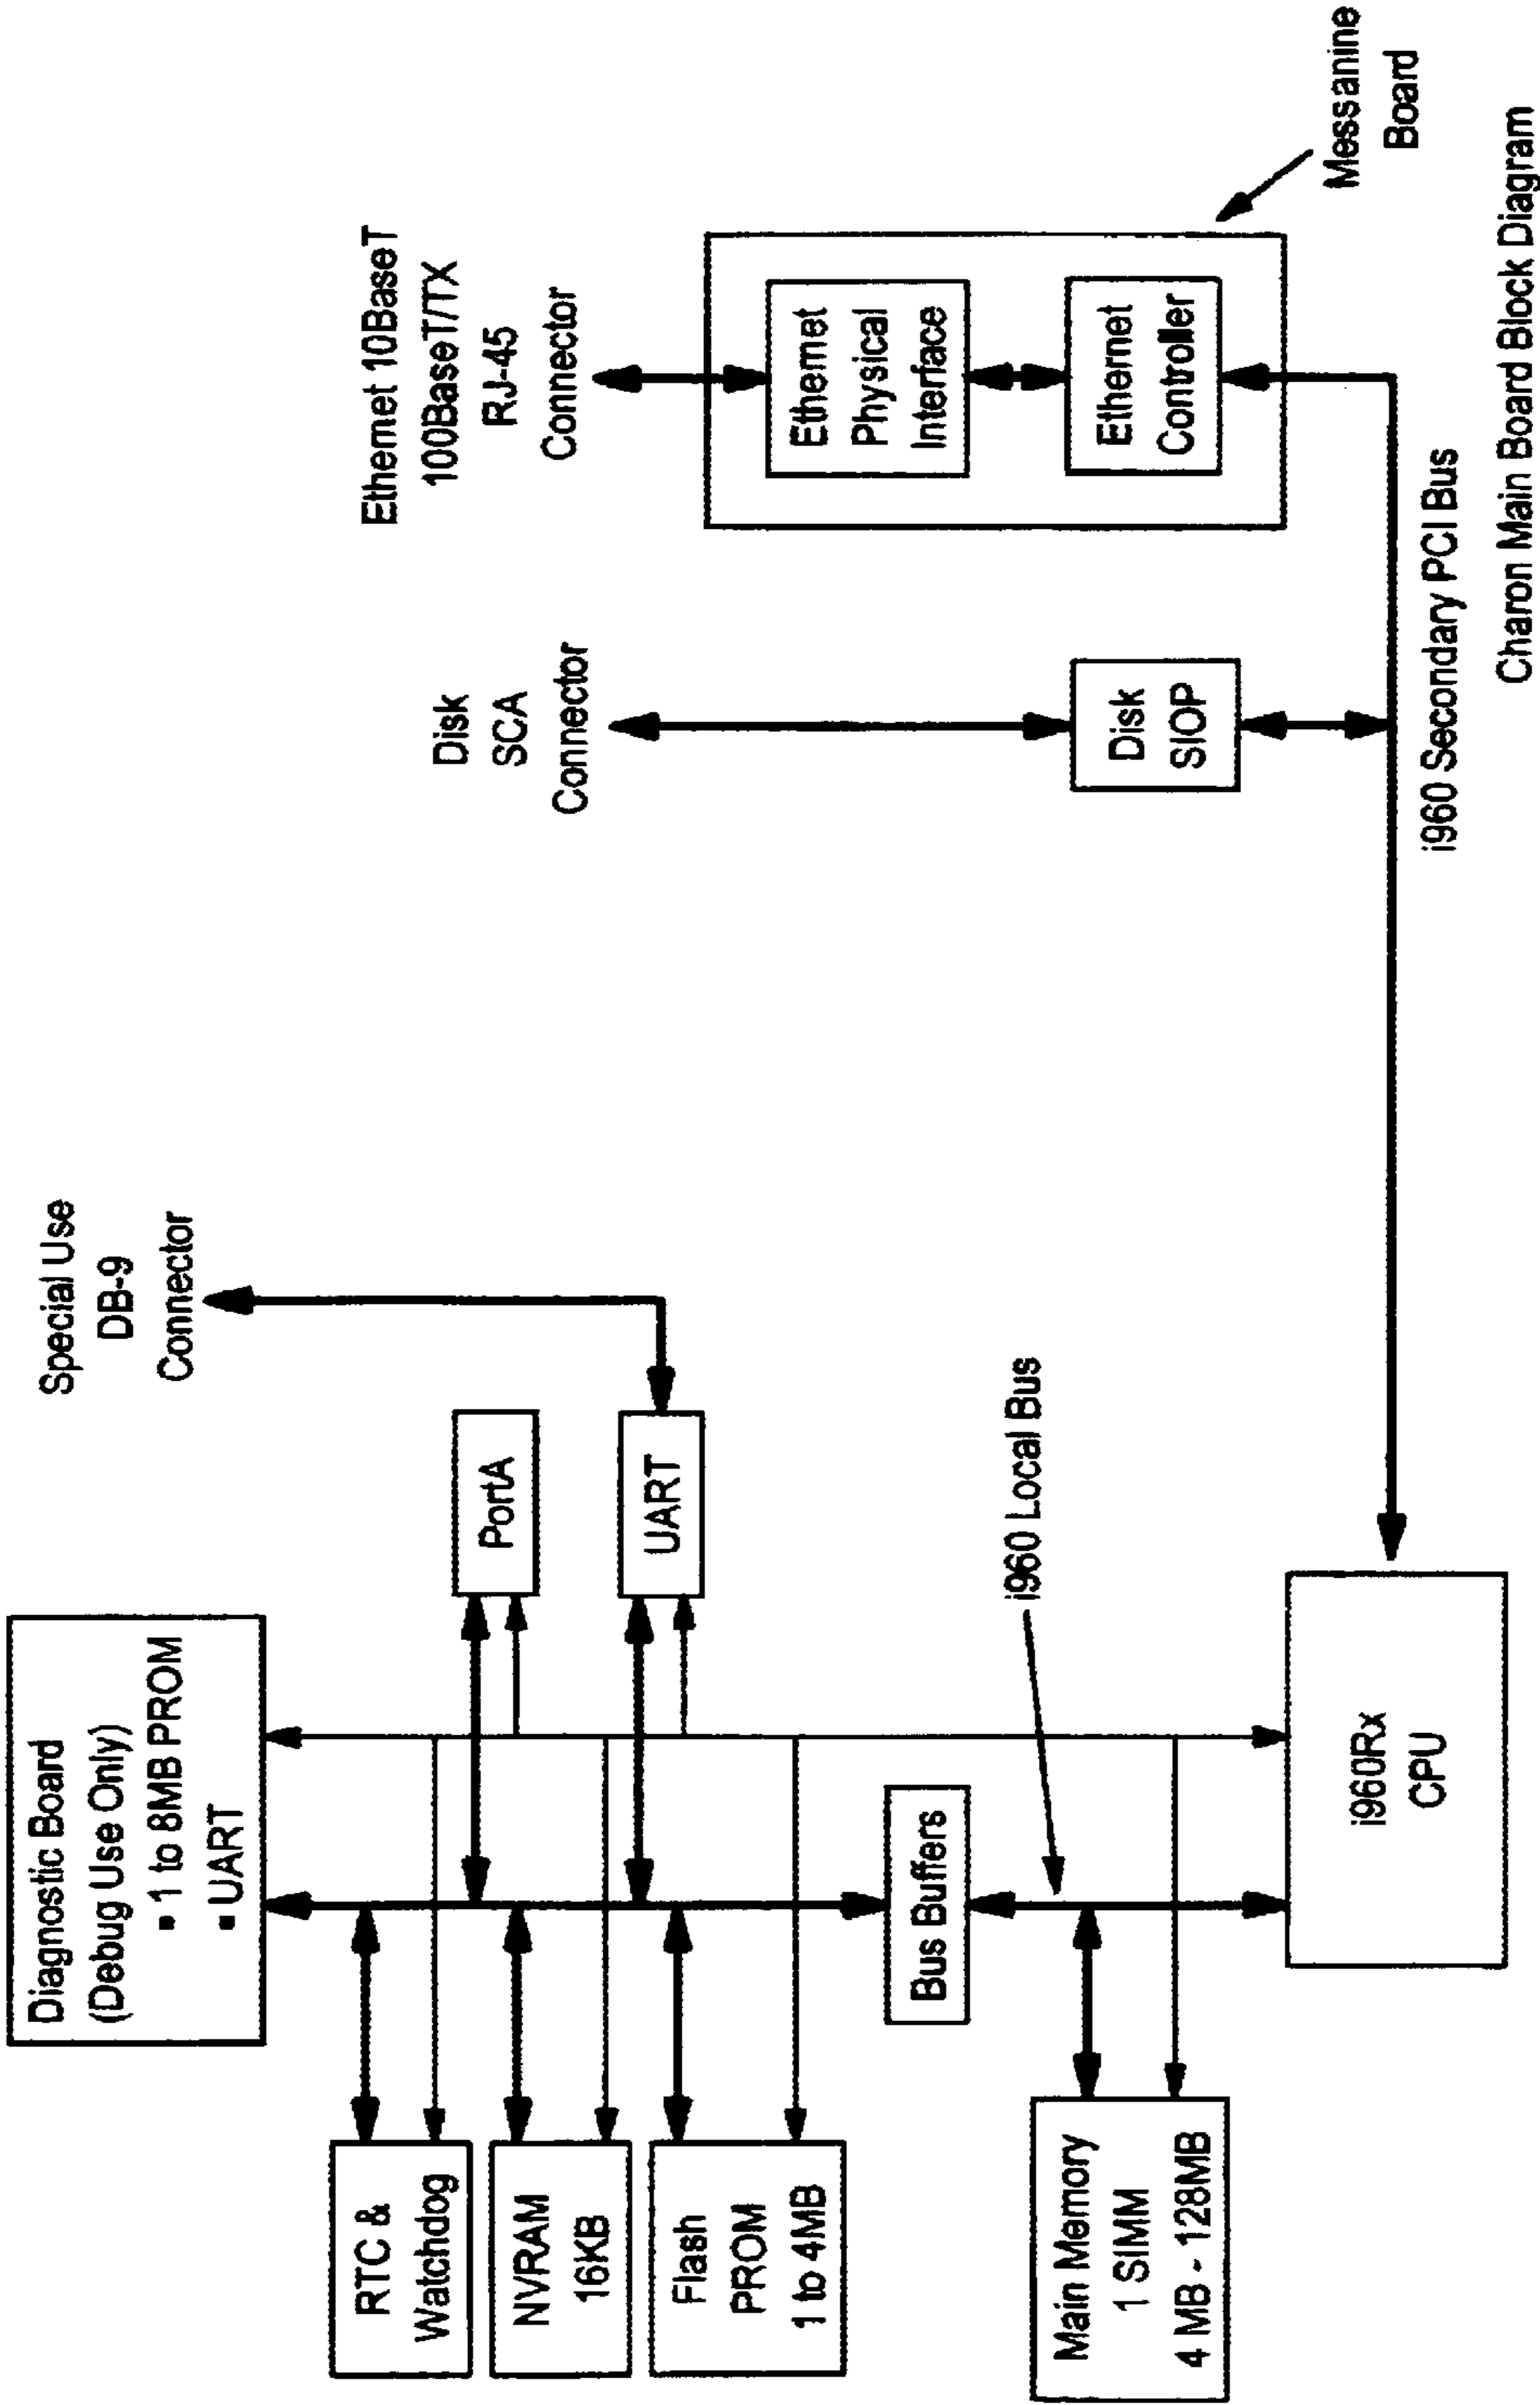 Diagnostic Board
(Debug Use Only)
▪ 1 to 8MB PROM
▪ UART
Special Use
DB-9
Connector
RTC &
Watchdog
NVRAM
16KB
Flash
PROM
1 to 4MB
PortA
UART
Bus Buffers
i960 Local Bus
Main Memory
1 SIMM
4 MB - 128MB
i960Rx
CPU
Disk
SCA
Connector
Disk
SIOP
Ethernet 10BaseT
100BaseT/TX
RJ-45
Connector
Ethernet
Physical
Interface
Ethernet
Controller
Messanine
Board
i960 Secondary PCI Bus
Charon Main Board Block Diagram